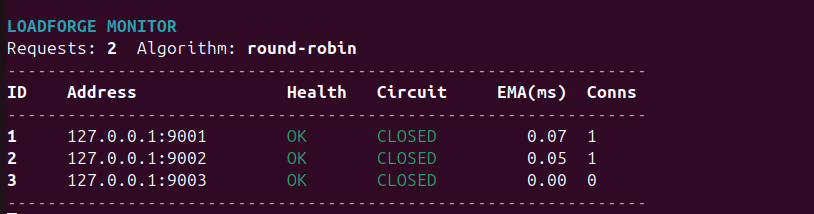 LOADFORGE MONITOR
Requests: 2  Algorithm: round-robin
----------------------------------------------------------------
ID    Address               Health   Circuit     EMA(ms)  Conns
----------------------------------------------------------------
1     127.0.0.1:9001        OK       CLOSED         0.07  1
2     127.0.0.1:9002        OK       CLOSED         0.05  1
3     127.0.0.1:9003        OK       CLOSED         0.00  0
----------------------------------------------------------------